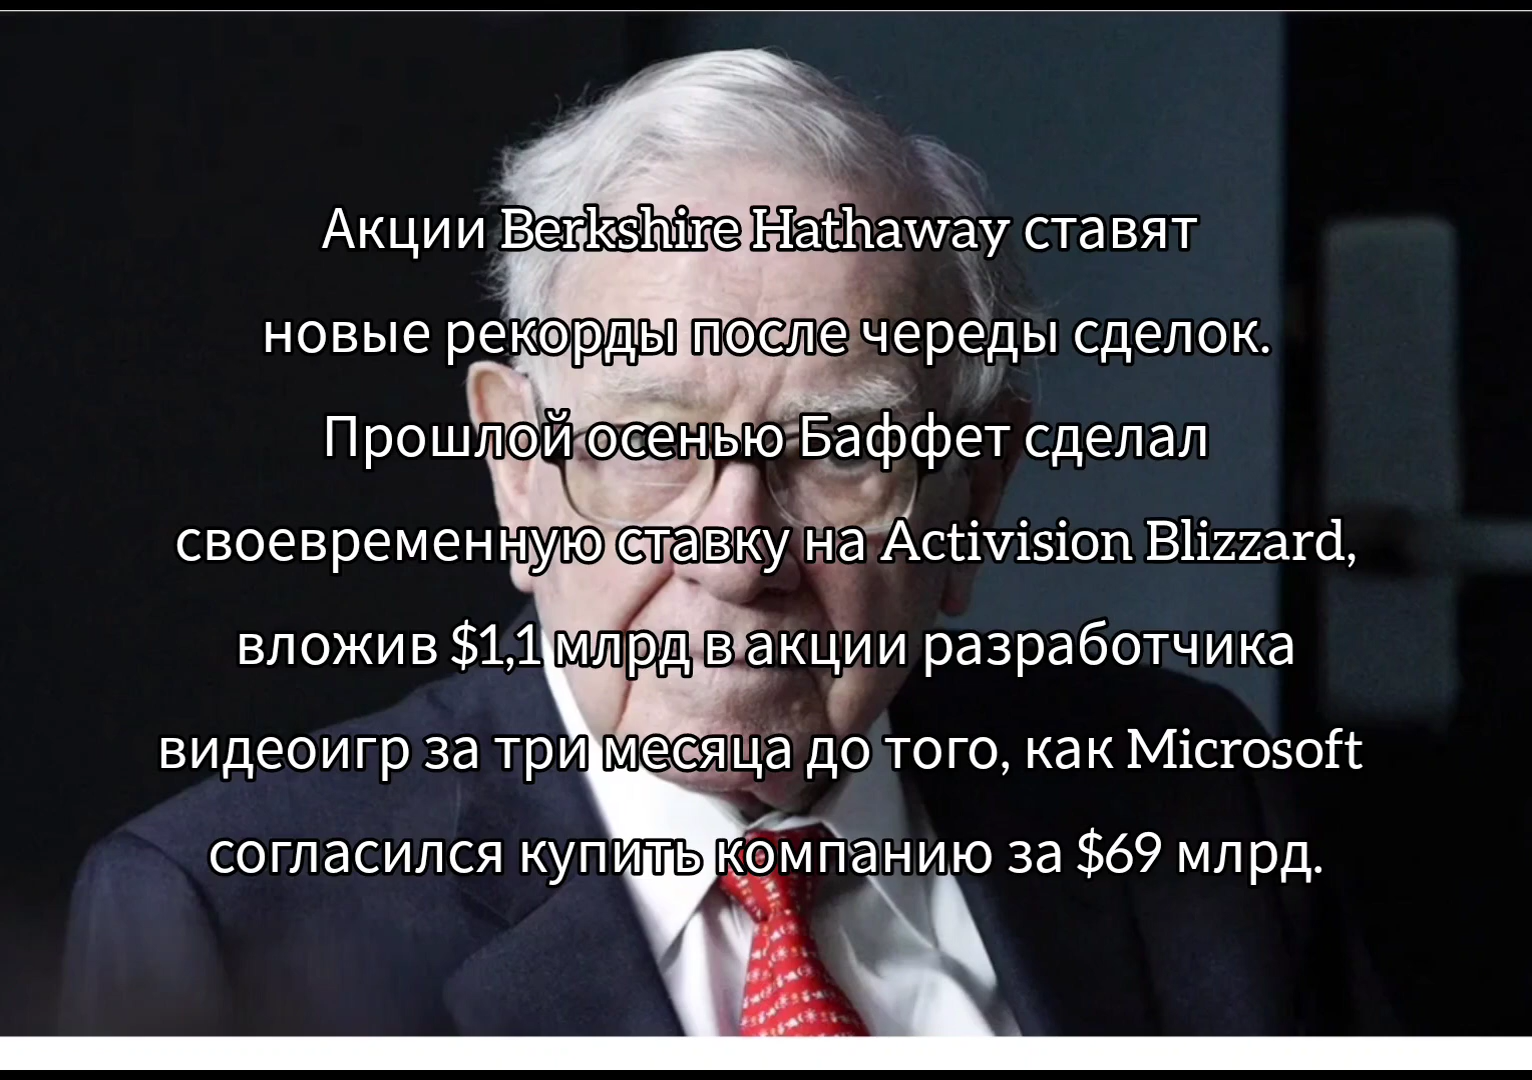 Акции Berkshire Hathaway ставят
новые рекорды после череды сделок.
Прошлой осенью Баффет сделал
своевременную ставку на Activision Blizzard,
вложив $1,1 млрд в акции разработчика
видеоигр за три месяца до того, как Microsoft
согласился купить компанию за $69 млрд.